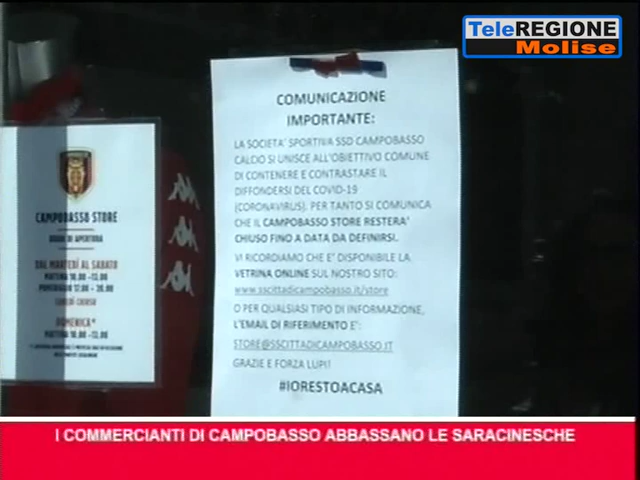 TeleREGIONE
Molise
COMUNICAZIONE
IMPORTANTE:
LA SOCIETA' SPORTIVA SSD CAMPOBASSO
CALDO SI UNISCE ALL'OBIETTIVO COMUNE
DI CONTENERE E CONTRASTARE IL
DIFFONDERSI DEL COVID-19
(CORONAVIRUS). PER TANTO SI COMUNICA
CHE IL CAMPOBASSO STORE RESTERA'
CHIUSO FINO A DATA DA DEFINIRSI.
VI RICORDIAMO CHE E' DISPONIBILE LA
VETRINA ONLINE SUL NOSTRO SITO:
www.sscittadicampobasso.it/store
O PER QUALSIASI TIPO DI INFORMAZIONE,
L'EMAIL DI RIFERIMENTO E':
STORE@SSCITTADICAMPOBASSO.IT
GRAZIE E FORZA LUPI!
#IORESTOACASA
CAMPOBASSO STORE
ORARI DI APERTURA
DAL MARTEDÌ AL SABATO
MATTINA 10.00 -13.00
POMERIGGIO 17.00 - 20.00
LUNEDÌ CHIUSO
DOMENICA*
MATTINA 10.00 -13.00
I COMMERCIANTI DI CAMPOBASSO ABBASSANO LE SARACINESCHE